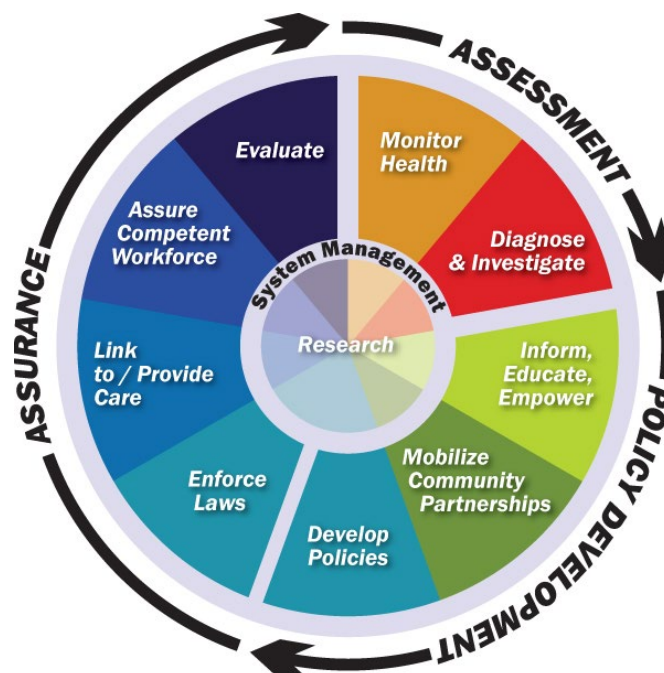 ASSESSMENT
Monitor
Health
Diagnose
& Investigate
POLICY DEVELOPMENT
Inform,
Educate,
Empower
Mobilize
Community
Partnerships
Develop
Policies
ASSURANCE
Enforce
Laws
Link
to / Provide
Care
Assure
Competent
Workforce
Evaluate
System Management
Research